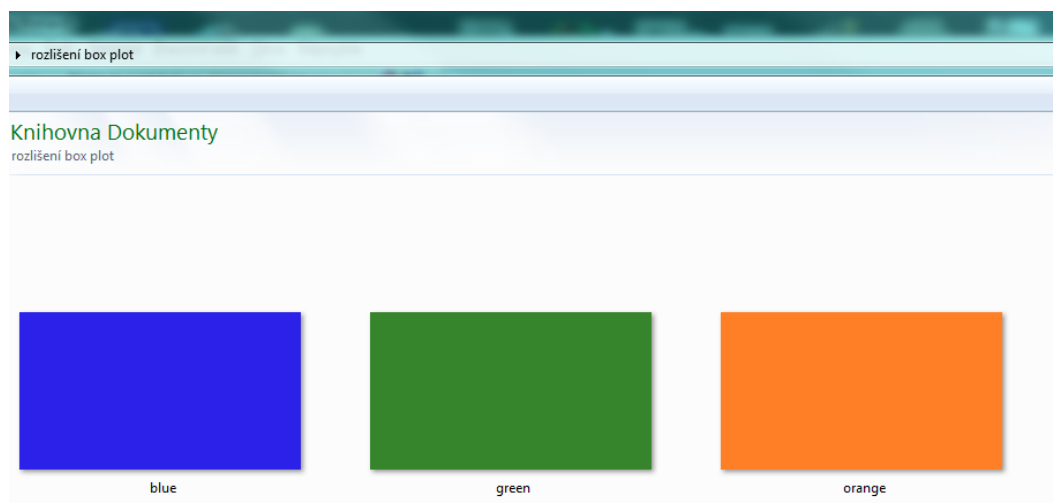 rozlišení box plot
Knihovna Dokumenty
rozlišení box plot
blue
green
orange